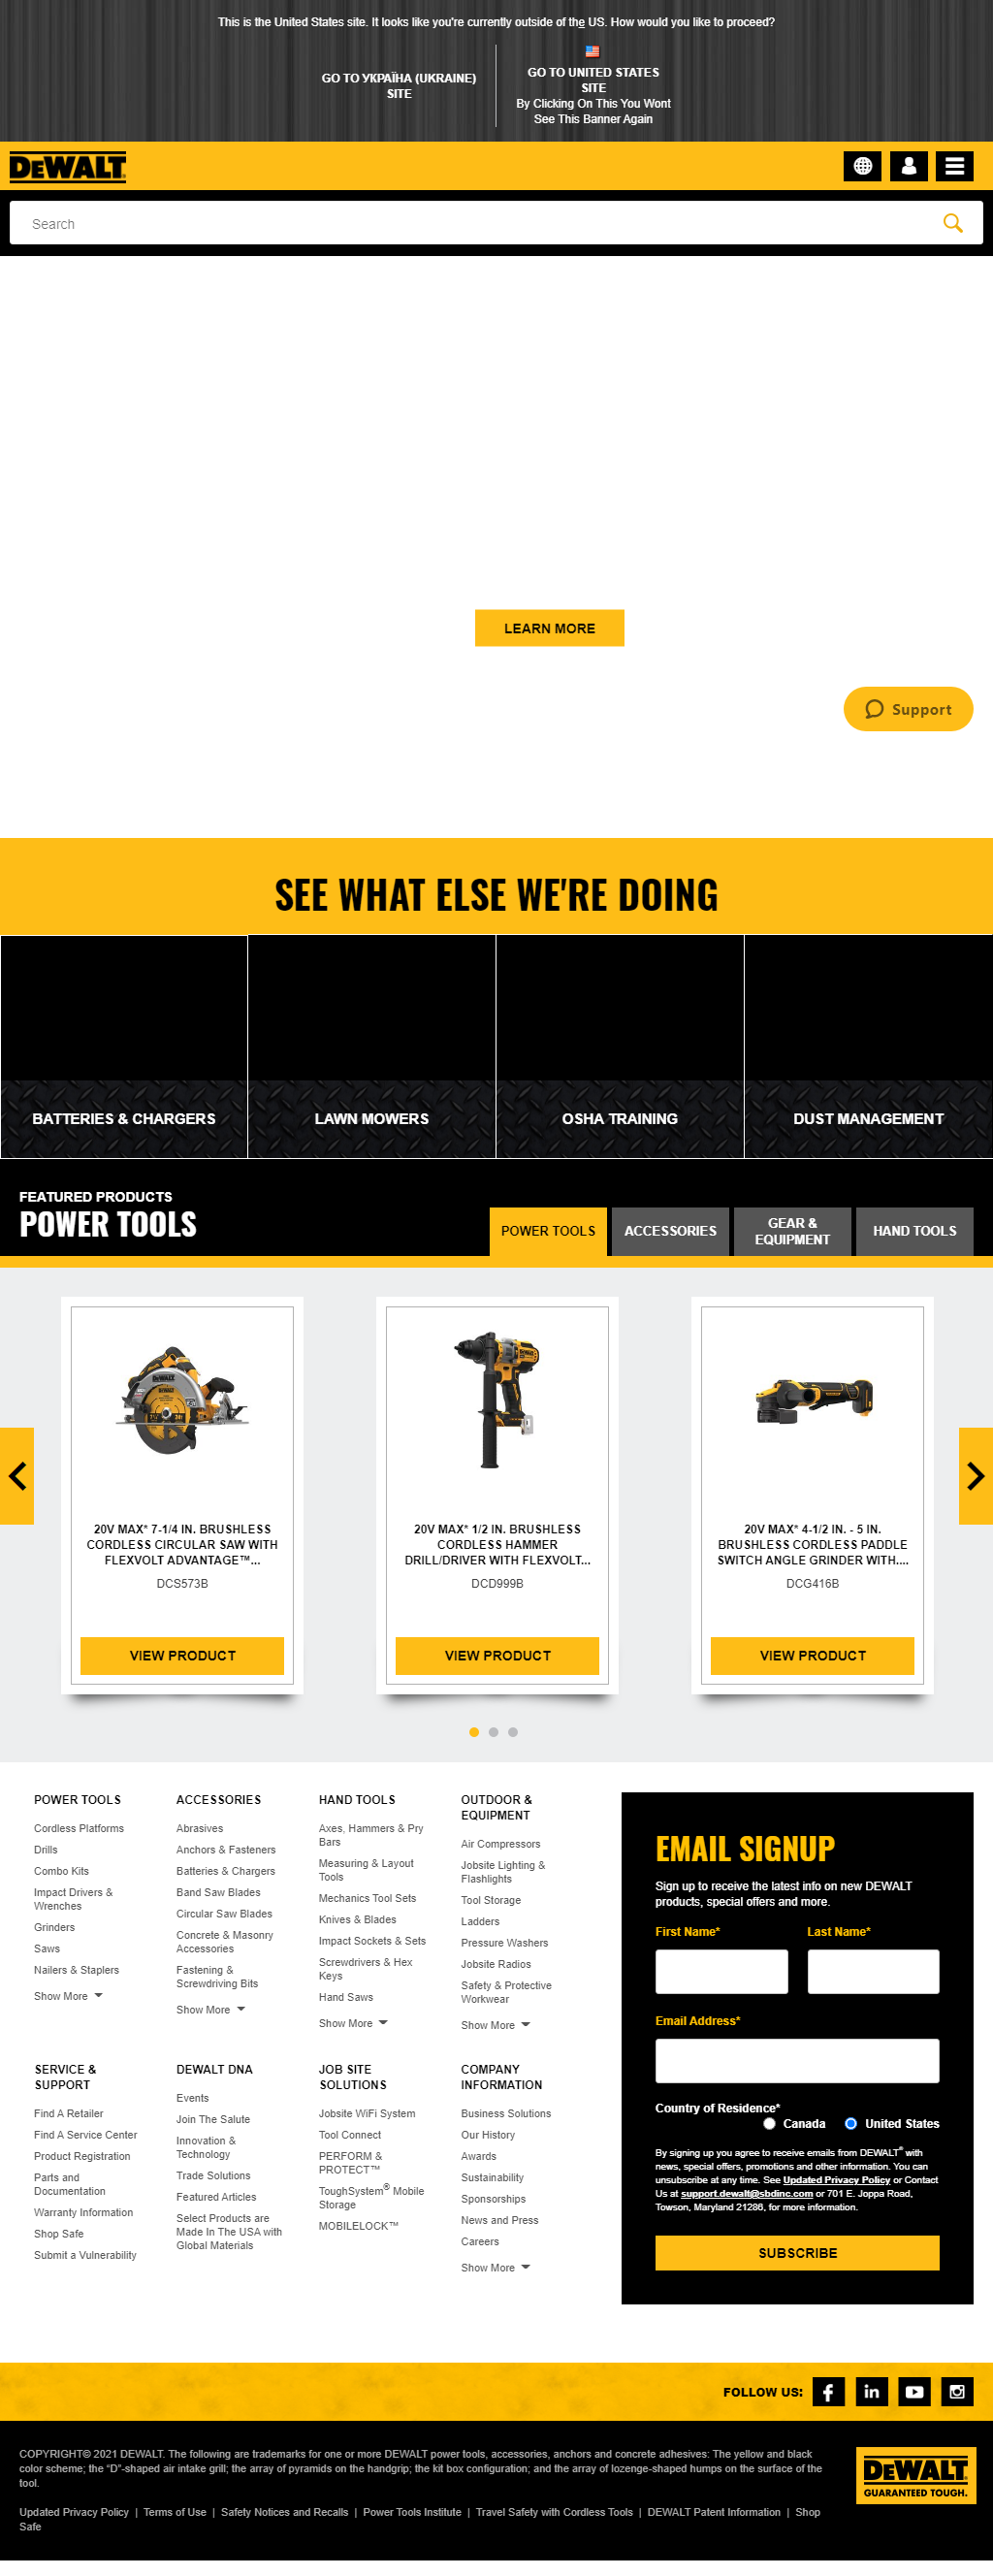 This is the United States site. It looks like you're currently outside of the US. How would you like to proceed?
GO TO УКРАЇНА (UKRAINE)
SITE
GO TO UNITED STATES
SITE
By Clicking On This You Wont
See This Banner Again
DEWALT
Search
LEARN MORE
Support
SEE WHAT ELSE WE'RE DOING
BATTERIES & CHARGERS
LAWN MOWERS
OSHA TRAINING
DUST MANAGEMENT
FEATURED PRODUCTS
POWER TOOLS
POWER TOOLS
ACCESSORIES
GEAR &
EQUIPMENT
HAND TOOLS
20V MAX* 7-1/4 IN. BRUSHLESS
CORDLESS CIRCULAR SAW WITH
FLEXVOLT ADVANTAGE™...
DCS573B
VIEW PRODUCT
20V MAX* 1/2 IN. BRUSHLESS
CORDLESS HAMMER
DRILL/DRIVER WITH FLEXVOLT...
DCD999B
VIEW PRODUCT
20V MAX* 4-1/2 IN. - 5 IN.
BRUSHLESS CORDLESS PADDLE
SWITCH ANGLE GRINDER WITH....
DCG416B
VIEW PRODUCT
POWER TOOLS
Cordless Platforms
Drills
Combo Kits
Impact Drivers &
Wrenches
Grinders
Saws
Nailers & Staplers
Show More
ACCESSORIES
Abrasives
Anchors & Fasteners
Batteries & Chargers
Band Saw Blades
Circular Saw Blades
Concrete & Masonry
Accessories
Fastening &
Screwdriving Bits
Show More
HAND TOOLS
Axes, Hammers & Pry
Bars
Measuring & Layout
Tools
Mechanics Tool Sets
Knives & Blades
Impact Sockets & Sets
Screwdrivers & Hex
Keys
Hand Saws
Show More
OUTDOOR &
EQUIPMENT
Air Compressors
Jobsite Lighting &
Flashlights
Tool Storage
Ladders
Pressure Washers
Jobsite Radios
Safety & Protective
Workwear
Show More
SERVICE &
SUPPORT
Find A Retailer
Find A Service Center
Product Registration
Parts and
Documentation
Warranty Information
Shop Safe
Submit a Vulnerability
DEWALT DNA
Events
Join The Salute
Innovation &
Technology
Trade Solutions
Featured Articles
Select Products are
Made In The USA with
Global Materials
JOB SITE
SOLUTIONS
Jobsite WiFi System
Tool Connect
PERFORM &
PROTECT™
ToughSystem® Mobile
Storage
MOBILELOCK™
COMPANY
INFORMATION
Business Solutions
Our History
Awards
Sustainability
Sponsorships
News and Press
Careers
Show More
EMAIL SIGNUP
Sign up to receive the latest info on new DEWALT
products, special offers and more.
First Name*
Last Name*
Email Address*
Country of Residence*
Canada
United States
By signing up you agree to receive emails from DEWALT® with
news, special offers, promotions and other information. You can
unsubscribe at any time. See Updated Privacy Policy or Contact
Us at support.dewalt@sbdinc.com or 701 E. Joppa Road,
Towson, Maryland 21286, for more information.
SUBSCRIBE
FOLLOW US:
COPYRIGHT© 2021 DEWALT. The following are trademarks for one or more DEWALT power tools, accessories, anchors and concrete adhesives: The yellow and black
color scheme; the “D”-shaped air intake grill; the array of pyramids on the handgrip; the kit box configuration; and the array of lozenge-shaped humps on the surface of the
tool.
Updated Privacy Policy | Terms of Use | Safety Notices and Recalls | Power Tools Institute | Travel Safety with Cordless Tools | DEWALT Patent Information | Shop
Safe
DEWALT
GUARANTEED TOUGH.